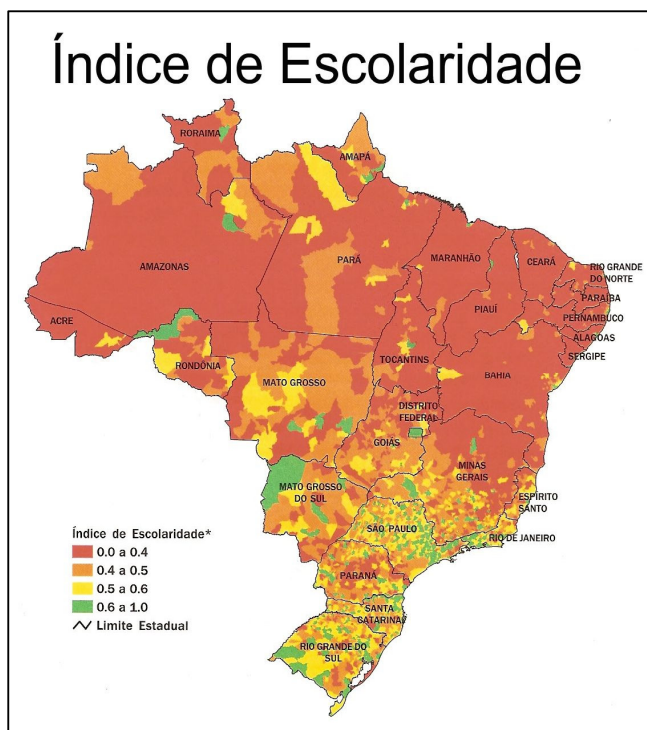 Índice de Escolaridade
RORAIMA
AMAPÁ
AMAZONAS
PARÁ
MARANHÃO
CEARÁ
RIO GRANDE
DO NORTE
PARAÍBA
PERNAMBUCO
ALAGOAS
SERGIPE
PIAUÍ
ACRE
RONDÔNIA
TOCANTINS
BAHIA
MATO GROSSO
DISTRITO
FEDERAL
GOIÁS
MINAS
GERAIS
ESPÍRITO
SANTO
MATO GROSSO
DO SUL
SÃO PAULO
RIO DE JANEIRO
PARANÁ
SANTA
CATARINA
RIO GRANDE DO
SUL
Índice de Escolaridade*
0.0 a 0.4
0.4 a 0.5
0.5 a 0.6
0.6 a 1.0
Limite Estadual